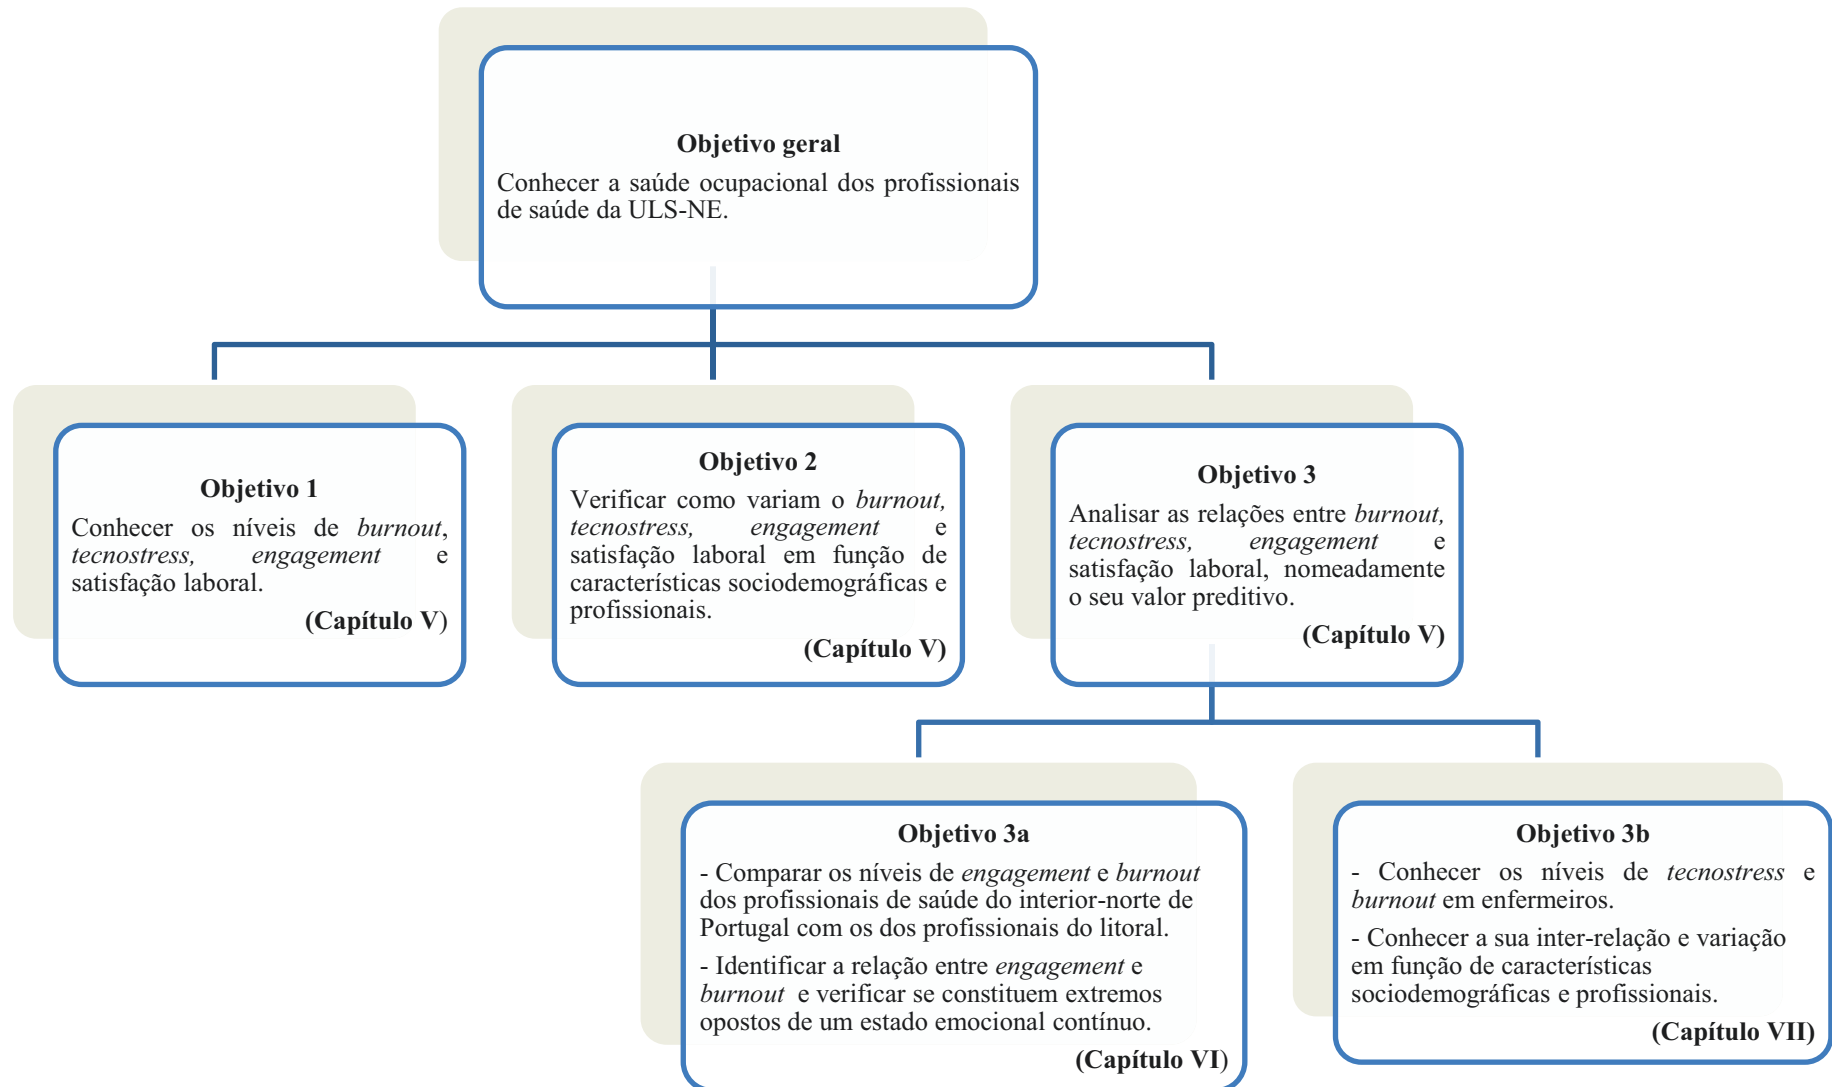 Objetivo geral
Conhecer a saúde ocupacional dos profissionais
de saúde da ULS-NE.
Objetivo 1
Conhecer os níveis de burnout,
tecnostress, engagement e
satisfação laboral.
(Capítulo V)
Objetivo 2
Verificar como variam o burnout,
tecnostress, engagement e
satisfação laboral em função de
características sociodemográficas e
profissionais.
(Capítulo V)
Objetivo 3
Analisar as relações entre burnout,
tecnostress, engagement e
satisfação laboral, nomeadamente
o seu valor preditivo.
(Capítulo V)
Objetivo 3a
- Comparar os níveis de engagement e burnout
dos profissionais de saúde do interior-norte de
Portugal com os dos profissionais do litoral.
- Identificar a relação entre engagement e
burnout e verificar se constituem extremos
opostos de um estado emocional contínuo.
(Capítulo VI)
Objetivo 3b
- Conhecer os níveis de tecnostress e
burnout em enfermeiros.
- Conhecer a sua inter-relação e variação
em função de características
sociodemográficas e profissionais.
(Capítulo VII)